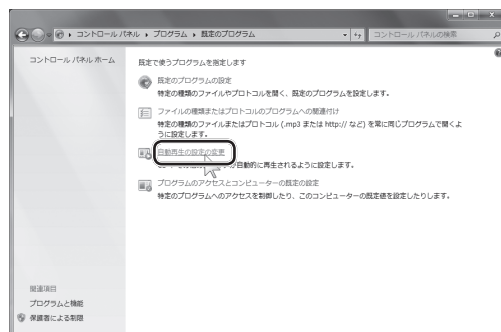 コントロール パネル ▸ プログラム ▸ 既定のプログラム
コントロール パネルの検索
コントロール パネル ホーム
既定で使うプログラムを指定します
既定のプログラムの設定
特定の種類のファイルやプロトコルを開く、既定のプログラムを設定します。
ファイルの種類またはプロトコルのプログラムへの関連付け
特定の種類のファイルまたはプロトコル (.mp3 または http:// など) を常に同じプログラムで開くよ
うに設定します。
自動再生の設定の変更
が自動的に再生されるように設定します。
プログラムのアクセスとコンピューターの既定の設定
特定のプログラムへのアクセスを制御したり、このコンピューターの既定値を設定したりします。
関連項目
プログラムと機能
保護者による制限